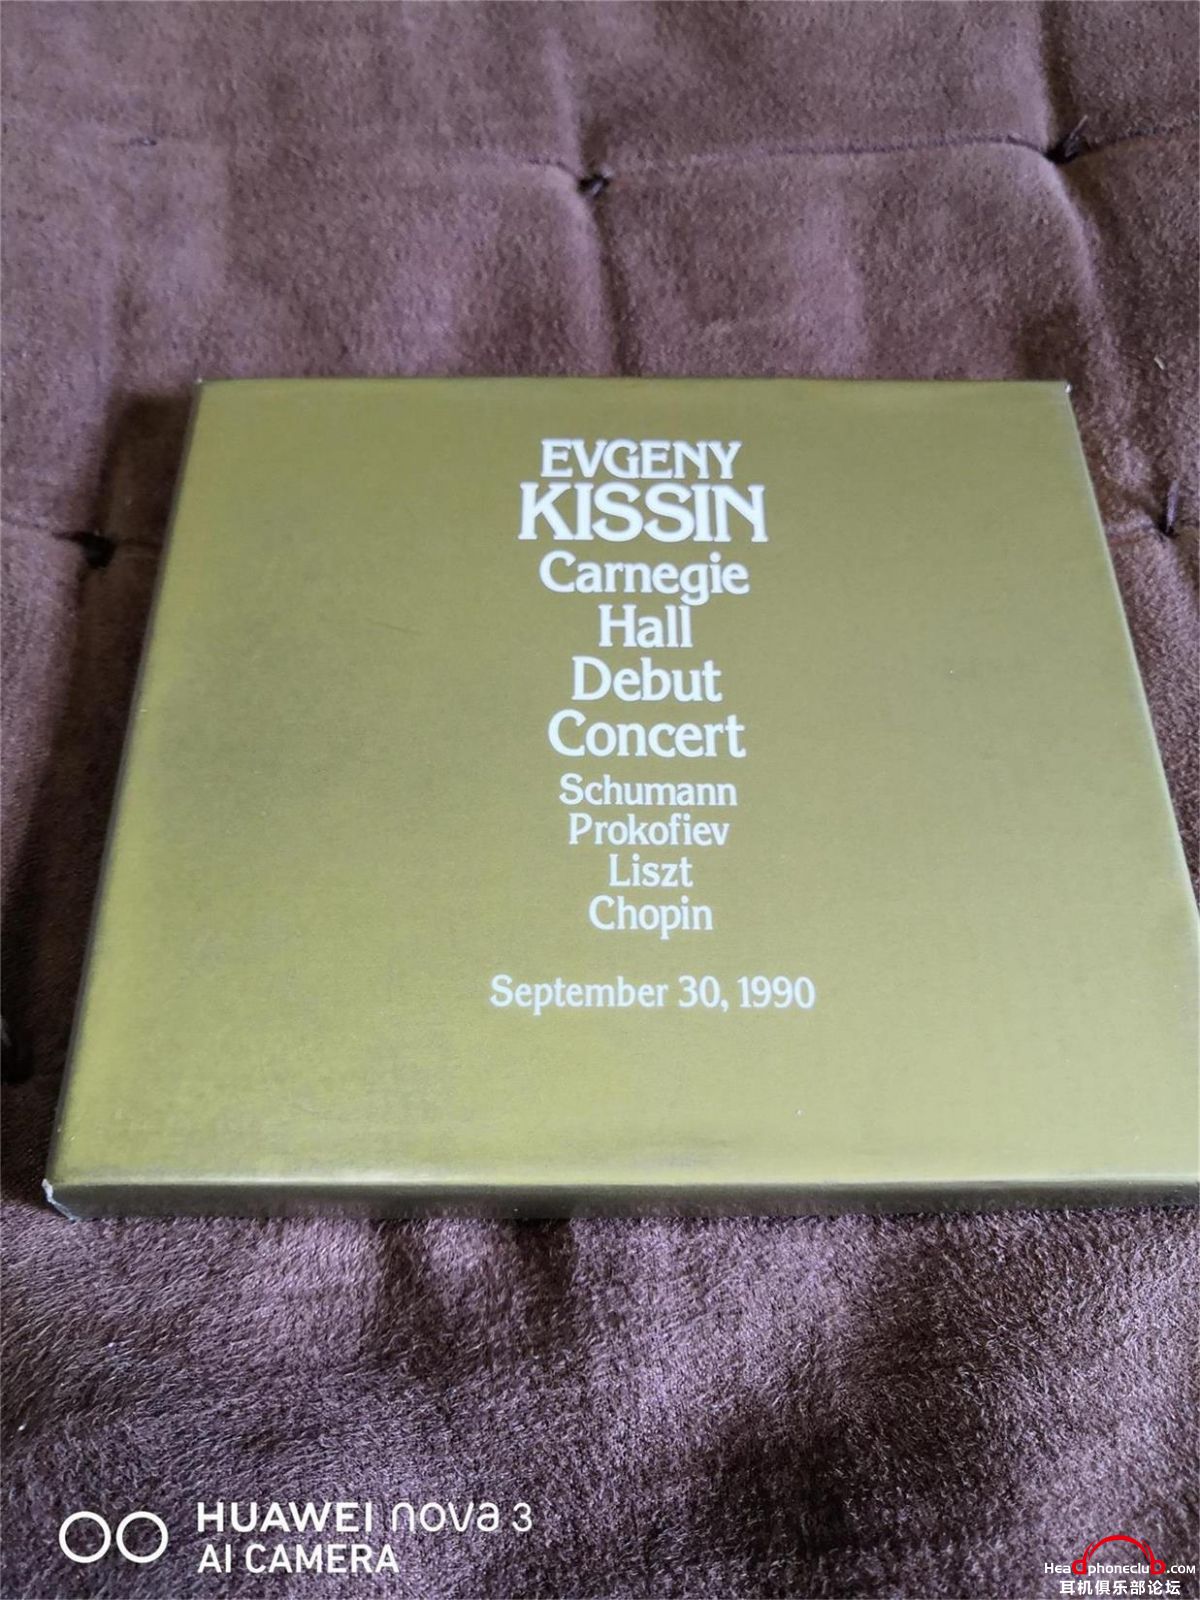 EVGENY
KISSIN
Carnegie
Hall
Debut
Concert
Schumann
Prokofiev
Liszt
Chopin
September 30, 1990
HUAWEI nova 3
AI CAMERA
Headphoneclub.com
耳机俱乐部论坛